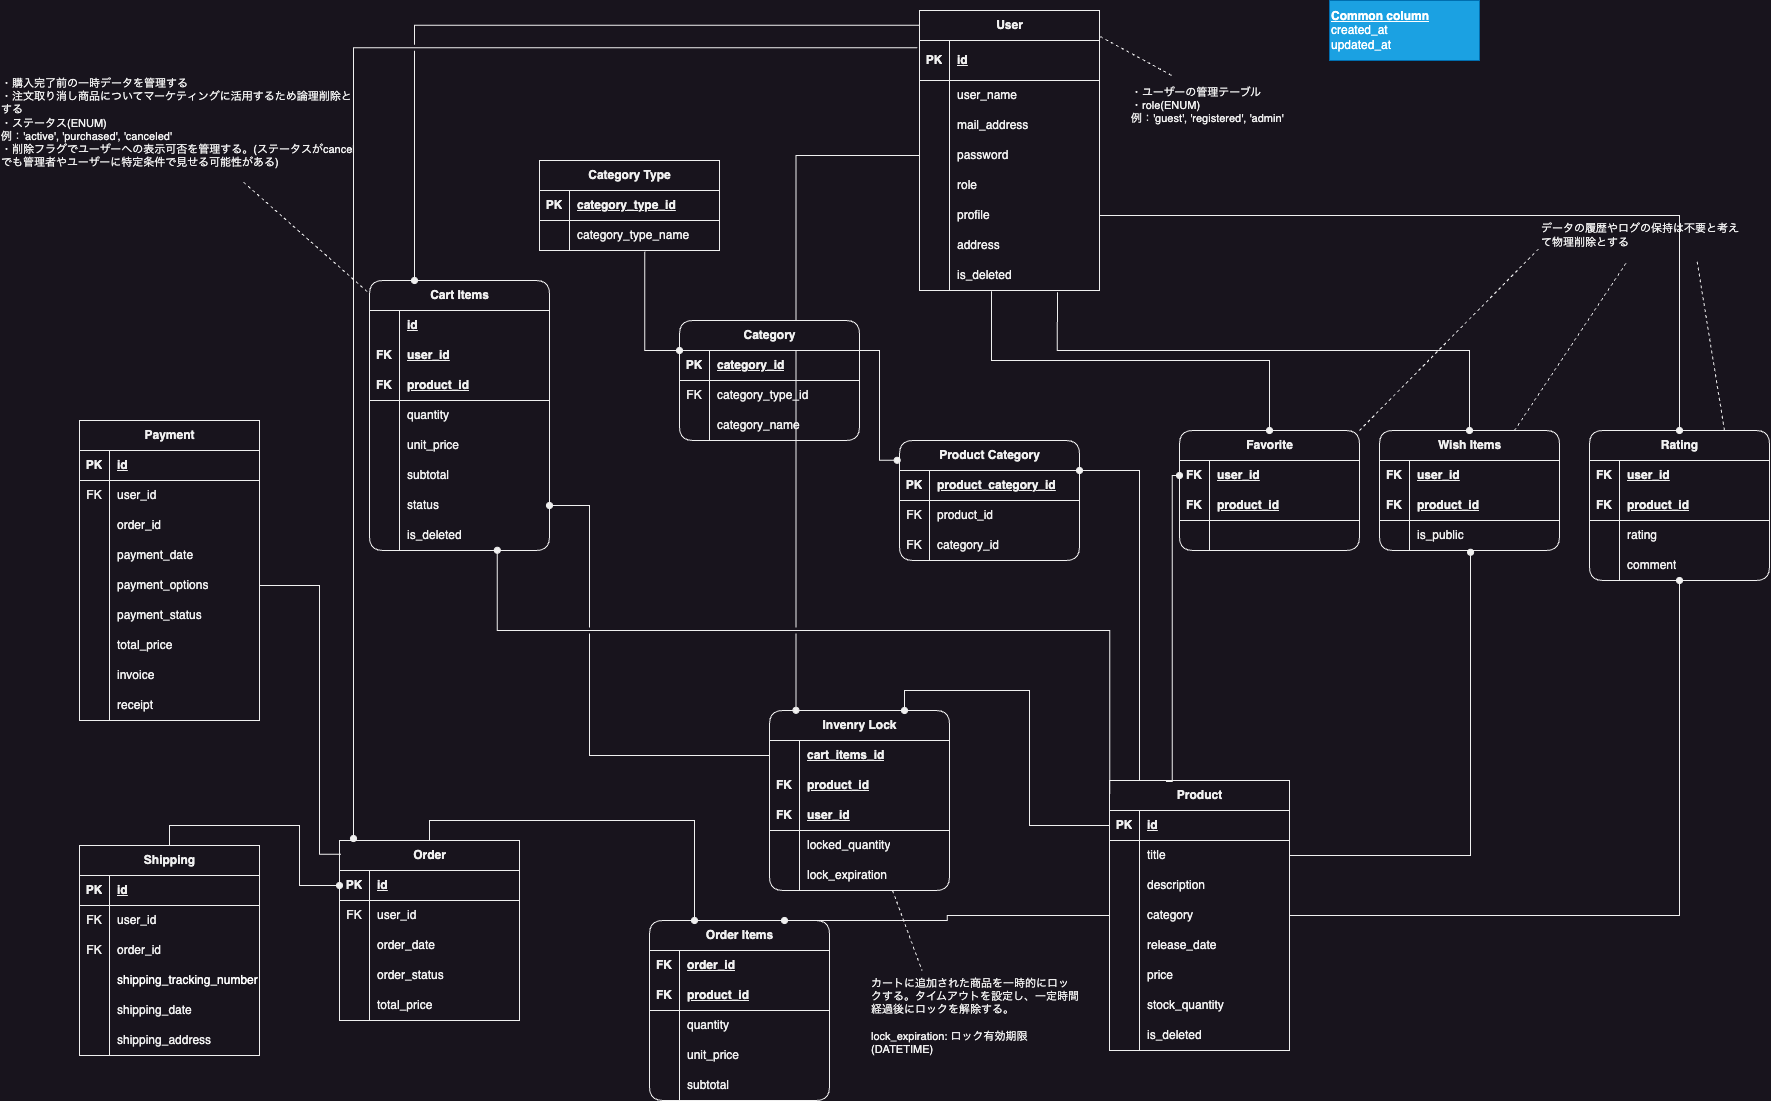 Common column
created_at
updated_at
User
PK id
user_name
mail_address
password
role
profile
address
is_deleted
・ユーザーの管理テーブル
・role(ENUM)
例：'guest', 'registered', 'admin'
・購入完了前の一時データを管理する
・注文取り消し商品についてマーケティングに活用するため論理削除と
する
・ステータス(ENUM)
例：'active', 'purchased', 'canceled'
・削除フラグでユーザーへの表示可否を管理する。(ステータスがcance
でも管理者やユーザーに特定条件で見せる可能性がある)
Category Type
PK category_type_id
category_type_name
データの履歴やログの保持は不要と考え
て物理削除とする
Cart Items
id
FK user_id
FK product_id
quantity
unit_price
subtotal
status
is_deleted
Category
PK category_id
FK category_type_id
category_name
Product Category
PK product_category_id
FK product_id
FK category_id
Favorite
FK user_id
FK product_id
Wish Items
FK user_id
FK product_id
is_public
Rating
FK user_id
FK product_id
rating
comment
Payment
PK id
FK user_id
order_id
payment_date
payment_options
payment_status
total_price
invoice
receipt
Invenry Lock
cart_items_id
FK product_id
FK user_id
locked_quantity
lock_expiration
Product
PK id
title
description
category
release_date
price
stock_quantity
is_deleted
Shipping
PK id
FK user_id
FK order_id
shipping_tracking_number
shipping_date
shipping_address
Order
PK id
FK user_id
order_date
order_status
total_price
Order Items
FK order_id
FK product_id
quantity
unit_price
subtotal
カートに追加された商品を一時的にロッ
クする。タイムアウトを設定し、一定時間
経過後にロックを解除する。
lock_expiration: ロック有効期限
(DATETIME)